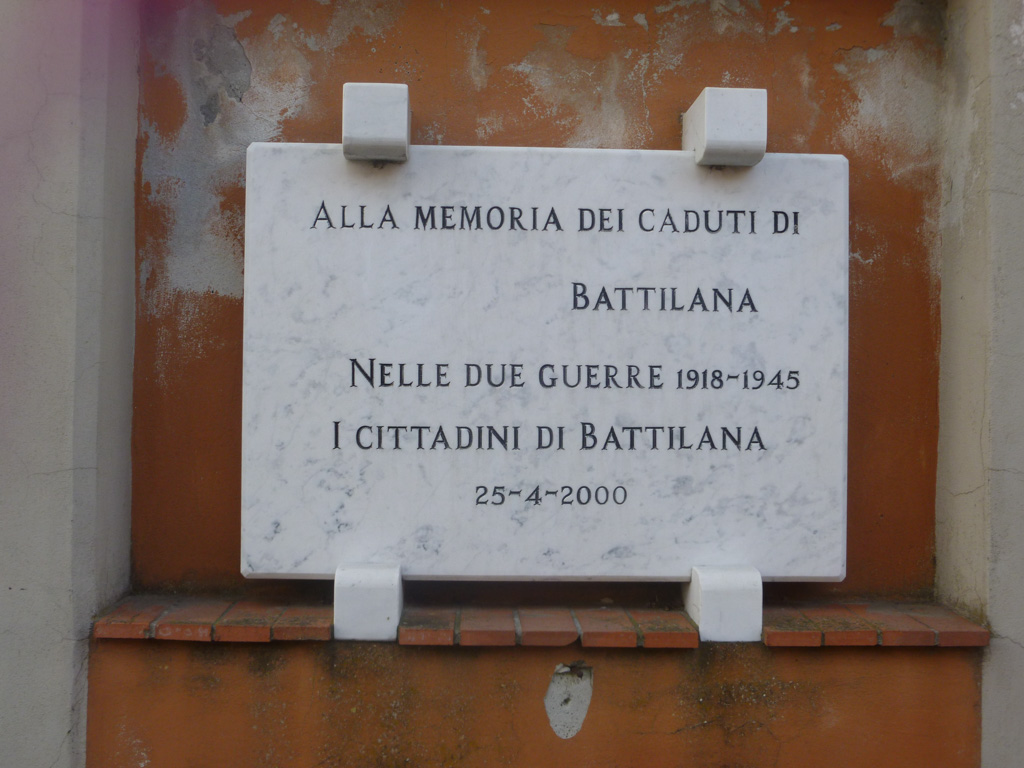 ALLA MEMORIA DEI CADUTI DI
BATTILANA
NELLE DUE GUERRE 1918-1945
I CITTADINI DI BATTILANA
25-4-2000